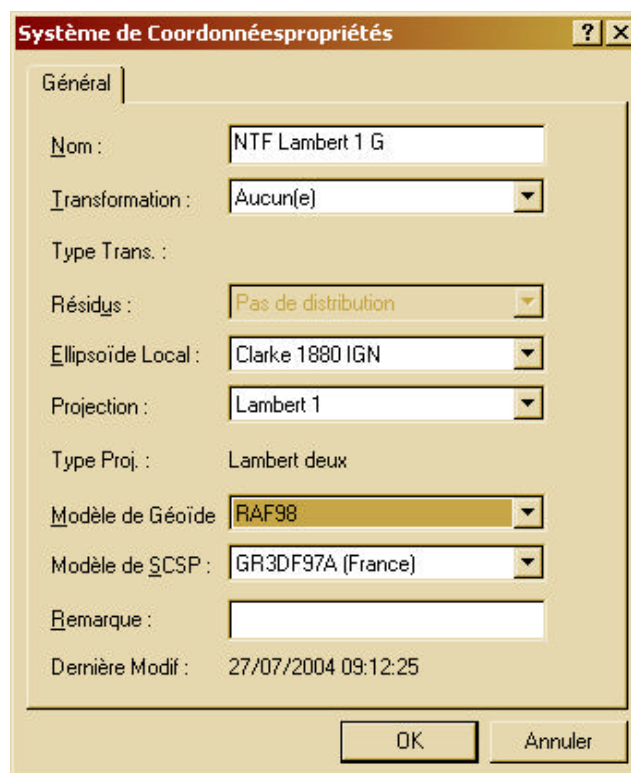 Système de Coordonnéespropriétés
Général
Nom : NTF Lambert 1 G
Transformation : Aucun(e)
Type Trans. :
Résidus : Pas de distribution
Ellipsoïde Local : Clarke 1880 IGN
Projection : Lambert 1
Type Proj. : Lambert deux
Modèle de Géoïde RAF98
Modèle de SCSP : GR3DF97A (France)
Remarque :
Dernière Modif : 27/07/2004 09:12:25
OK Annuler